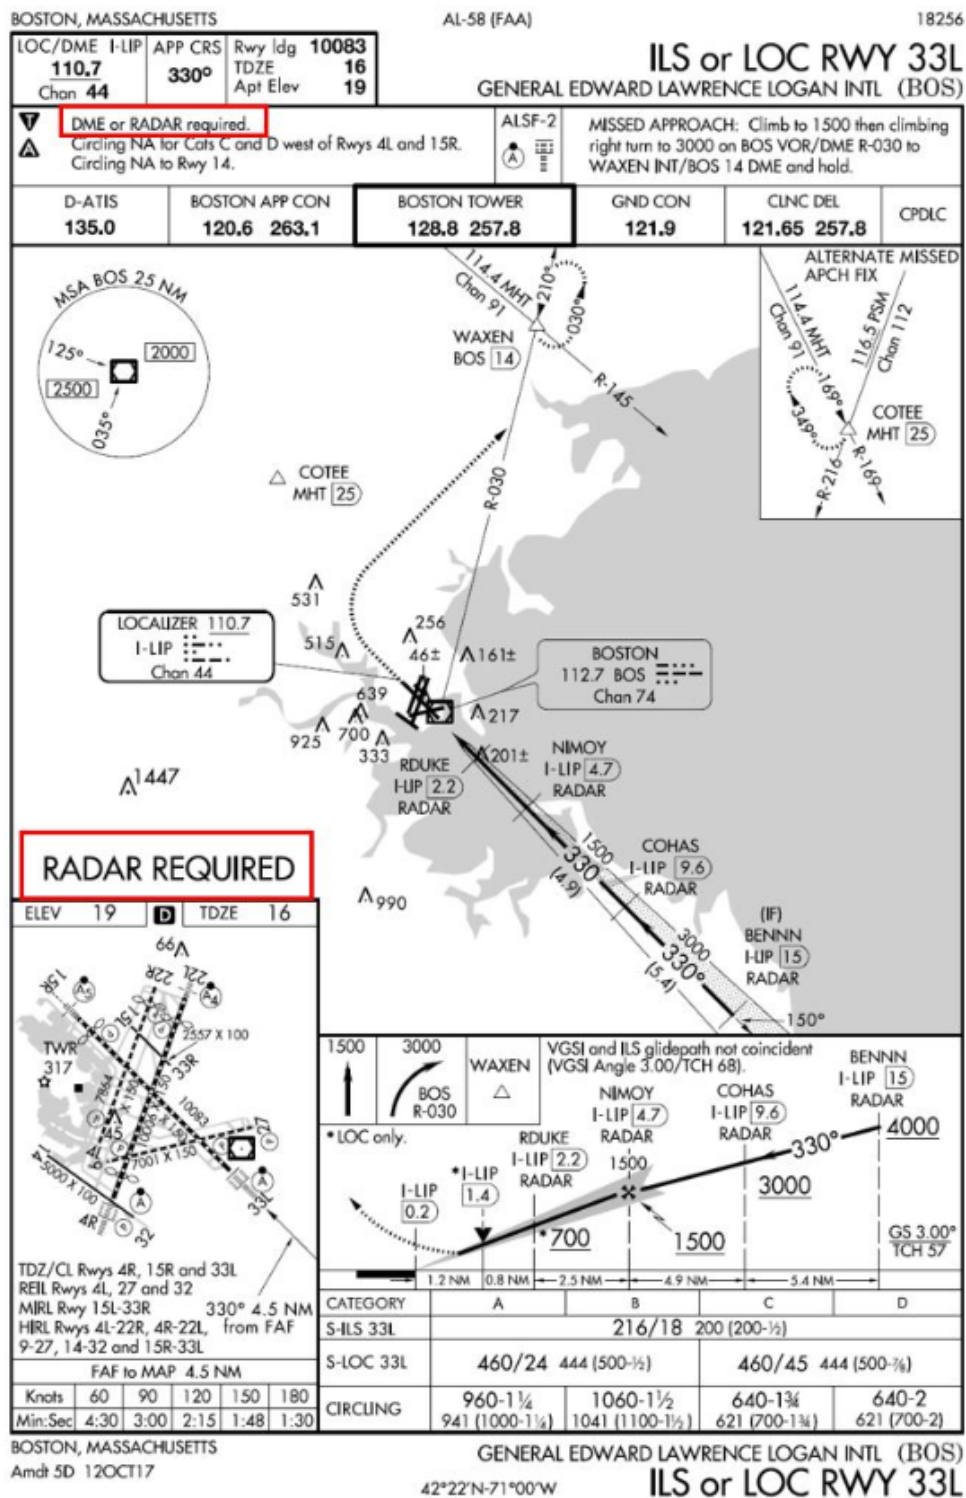 BOSTON, MASSACHUSETTS
AL-58 (FAA)
18256
LOC/DME I-LIP
110.7
Chan 44
APP CRS
330°
Rwy ldg 10083
TDZE 16
Apt Elev 19
ILS or LOC RWY 33L
GENERAL EDWARD LAWRENCE LOGAN INTL (BOS)
T
A
DME or RADAR required.
Circling NA for Cats C and D west of Rwys 4L and 15R.
Circling NA to Rwy 14.
ALSF-2
A
MISSED APPROACH: Climb to 1500 then climbing
right turn to 3000 on BOS VOR/DME R-030 to
WAXEN INT/BOS 14 DME and hold.
D-ATIS
135.0
BOSTON APP CON
120.6 263.1
BOSTON TOWER
128.8 257.8
GND CON
121.9
CLNC DEL
121.65 257.8
CPDLC
MSA BOS 25 NM
125°
2000
2500
035°
114.4 MHT
Chan 91
210°
030°
WAXEN
BOS 14
R-145
R-030
ALTERNATE MISSED
APCH FIX
114.4 MHT
Chan 91
116.5 PSM
Chan 112
169°
349°
COTEE
MHT 25
R-216
R-169
COTEE
MHT 25
531
515
256
46±
161±
LOCALIZER 110.7
I-LIP
Chan 44
BOSTON
112.7 BOS
Chan 74
639
700
925
333
217
201±
1447
990
RDUKE
I-LIP 2.2
RADAR
NIMOY
I-LIP 4.7
RADAR
COHAS
I-LIP 9.6
RADAR
(IF)
BENNN
I-LIP 15
RADAR
1500
330°
(4.9)
3000
330°
(5.4)
150°
RADAR REQUIRED
ELEV 19
D
TDZE 16
66
15R
A5
22R
22L
A4
15L
2557 X 100
33R
TWR
317
7864 X 150
10006 X 150
10083 X 150
45
4L
9
7001 X 150
27
5000 X 100
4R
A
32
33L
A
330° 4.5 NM
from FAF
TDZ/CL Rwys 4R, 15R and 33L
REIL Rwys 4L, 27 and 32
MIRL Rwy 15L-33R
HIRL Rwys 4L-22R, 4R-22L,
9-27, 14-32 and 15R-33L
FAF to MAP 4.5 NM
Knots 60 90 120 150 180
Min:Sec 4:30 3:00 2:15 1:48 1:30
1500
3000
BOS
R-030
WAXEN
VGSI and ILS glidepath not coincident
(VGSI Angle 3.00/TCH 68).
*LOC only.
I-LIP
0.2
*I-LIP
1.4
RDUKE
I-LIP 2.2
RADAR
NIMOY
I-LIP 4.7
RADAR
1500
COHAS
I-LIP 9.6
RADAR
BENNN
I-LIP 15
RADAR
330°
4000
3000
1500
*700
GS 3.00°
TCH 57
1.2 NM
0.8 NM
2.5 NM
4.9 NM
5.4 NM
CATEGORY A B C D
S-ILS 33L 216/18 200 (200-½)
S-LOC 33L 460/24 444 (500-½) 460/45 444 (500-⅞)
CIRCLING
960-1¼
941 (1000-1¼)
1060-1½
1041 (1100-1½)
640-1¾
621 (700-1¾)
640-2
621 (700-2)
BOSTON, MASSACHUSETTS
Amdt 5D 12OCT17
42°22'N-71°00'W
GENERAL EDWARD LAWRENCE LOGAN INTL (BOS)
ILS or LOC RWY 33L